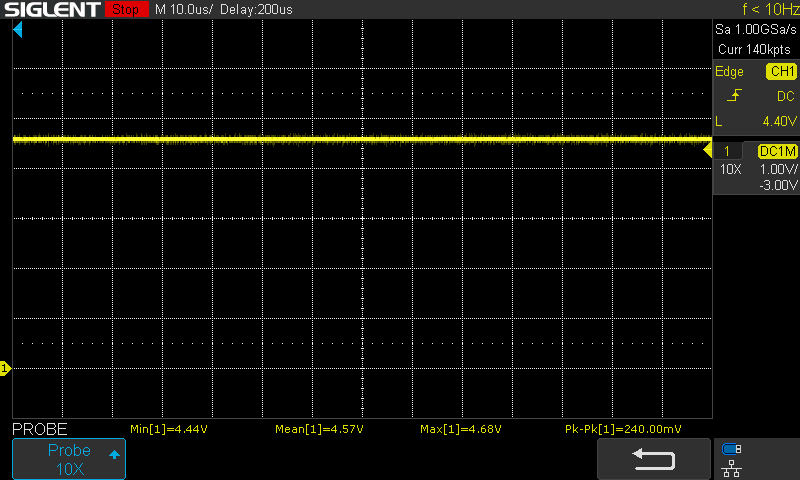 SIGLENT Stop M 10.0us/ Delay:200us f < 10Hz
Sa 1.00GSa/s
Curr 140kpts
Edge CH1
DC
L 4.40V
1 DC1M
10X 1.00V/
-3.00V
1
PROBE Min[1]=4.44V Mean[1]=4.57V Max[1]=4.68V Pk-Pk[1]=240.00mV
Probe
10X